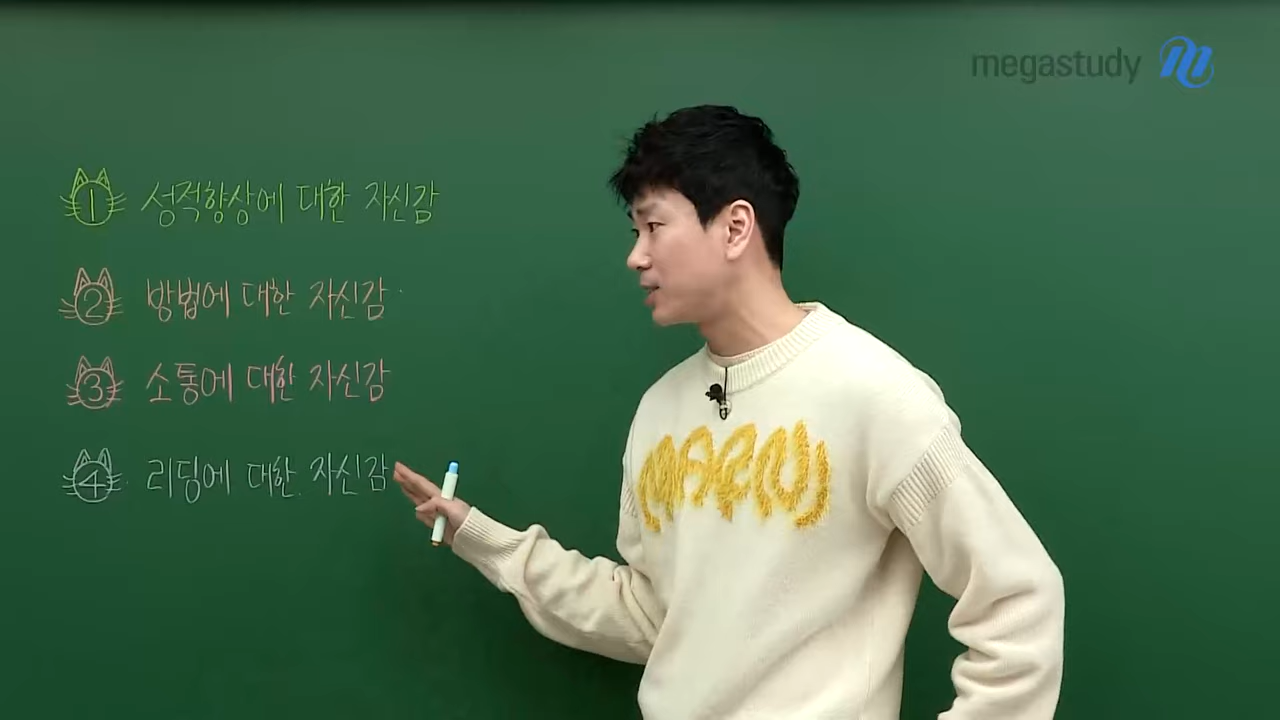 megastudy
① 성적향상에 대한 자신감
② 방법에 대한 자신감
③ 소통에 대한 자신감
④ 리딩에 대한 자신감